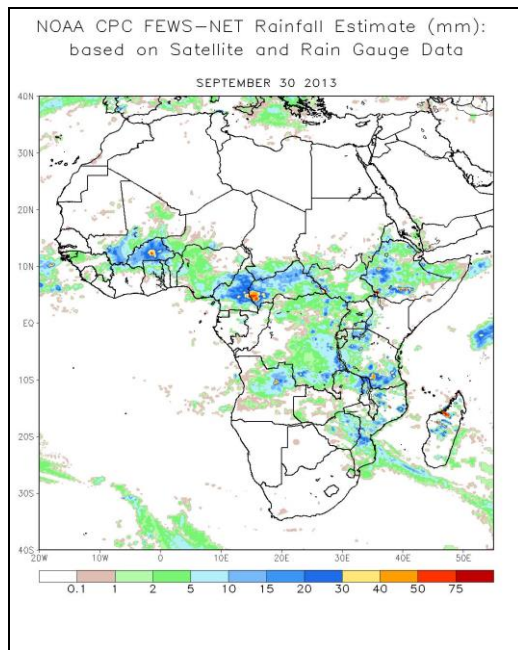 NOAA CPC FEWS-NET Rainfall Estimate (mm):
based on Satellite and Rain Gauge Data
SEPTEMBER 30 2013
40N
30N
20N
10N
EQ
10S
20S
30S
40S
20W 10W 0 10E 20E 30E 40E 50E
0.1 1 2 5 10 15 20 30 40 50 75